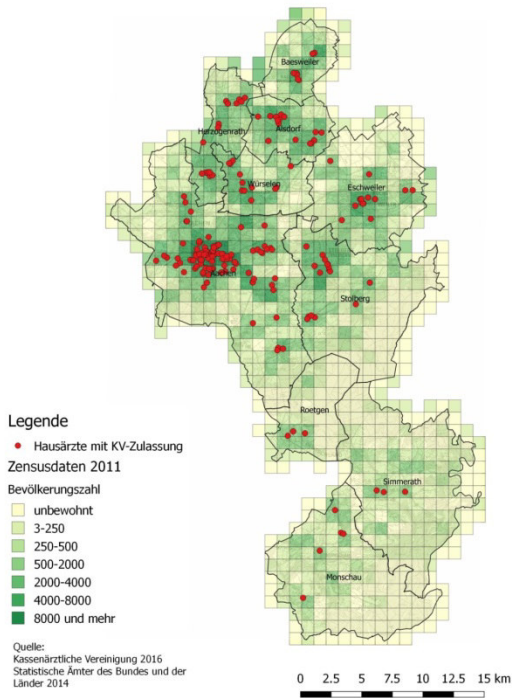 Baesweiler
Alsdorf
Herzogenrath
Würselen
Eschweiler
Aachen
Stolberg
Roetgen
Simmerath
Monschau
Legende
Hausärzte mit KV-Zulassung
Zensusdaten 2011
Bevölkerungszahl
unbewohnt
3-250
250-500
500-2000
2000-4000
4000-8000
8000 und mehr
Quelle:
Kassenärztliche Vereinigung 2016
Statistische Ämter des Bundes und der
Länder 2014
0 2.5 5 7.5 10 12.5 15 km